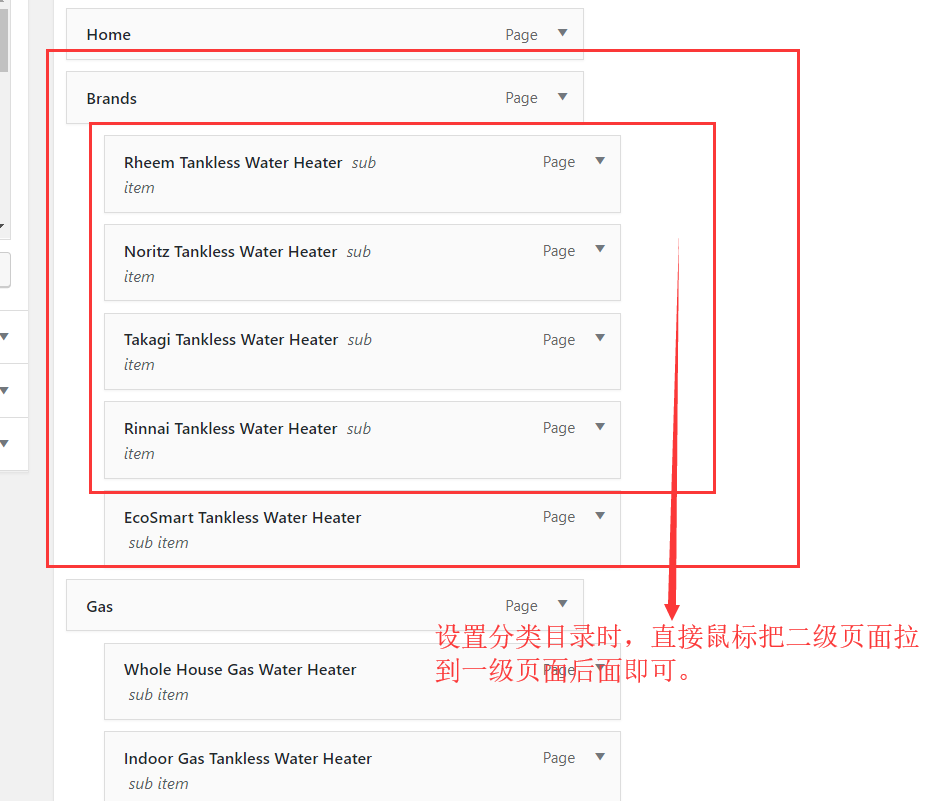 Home Page
Brands Page
Rheem Tankless Water Heater sub Page
item
Noritz Tankless Water Heater sub Page
item
Takagi Tankless Water Heater sub Page
item
Rinnai Tankless Water Heater sub Page
item
EcoSmart Tankless Water Heater Page
sub item
Gas Page
设置分类目录时，直接鼠标把二级页面拉
到一级页面后面即可。
Whole House Gas Water Heater Page
sub item
Indoor Gas Tankless Water Heater Page
sub item